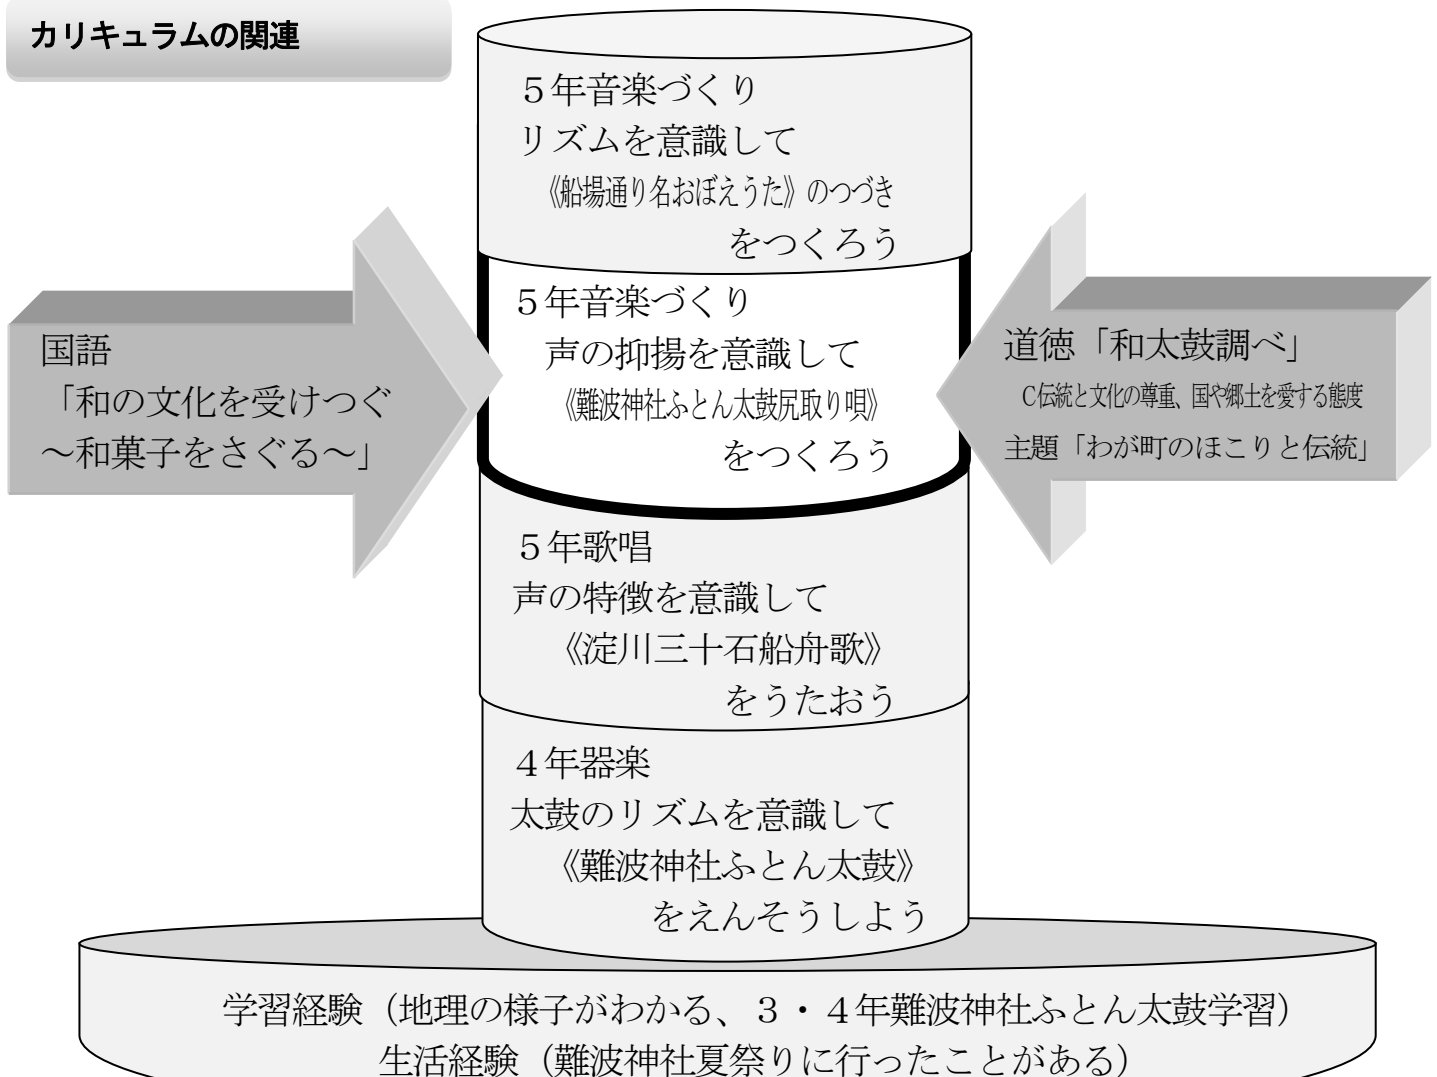 カリキュラムの関連
５年音楽づくり
リズムを意識して
《船場通り名おぼえうた》のつづき
をつくろう
５年音楽づくり
声の抑揚を意識して
《難波神社ふとん太鼓尻取り唄》
をつくろう
国語
「和の文化を受けつぐ
～和菓子をさぐる～」
道徳「和太鼓調べ」
C伝統と文化の尊重、国や郷土を愛する態度
主題「わが町のほこりと伝統」
５年歌唱
声の特徴を意識して
《淀川三十石船舟歌》
をうたおう
４年器楽
太鼓のリズムを意識して
《難波神社ふとん太鼓》
をえんそうしよう
学習経験（地理の様子がわかる、３・４年難波神社ふとん太鼓学習）
生活経験（難波神社夏祭りに行ったことがある）